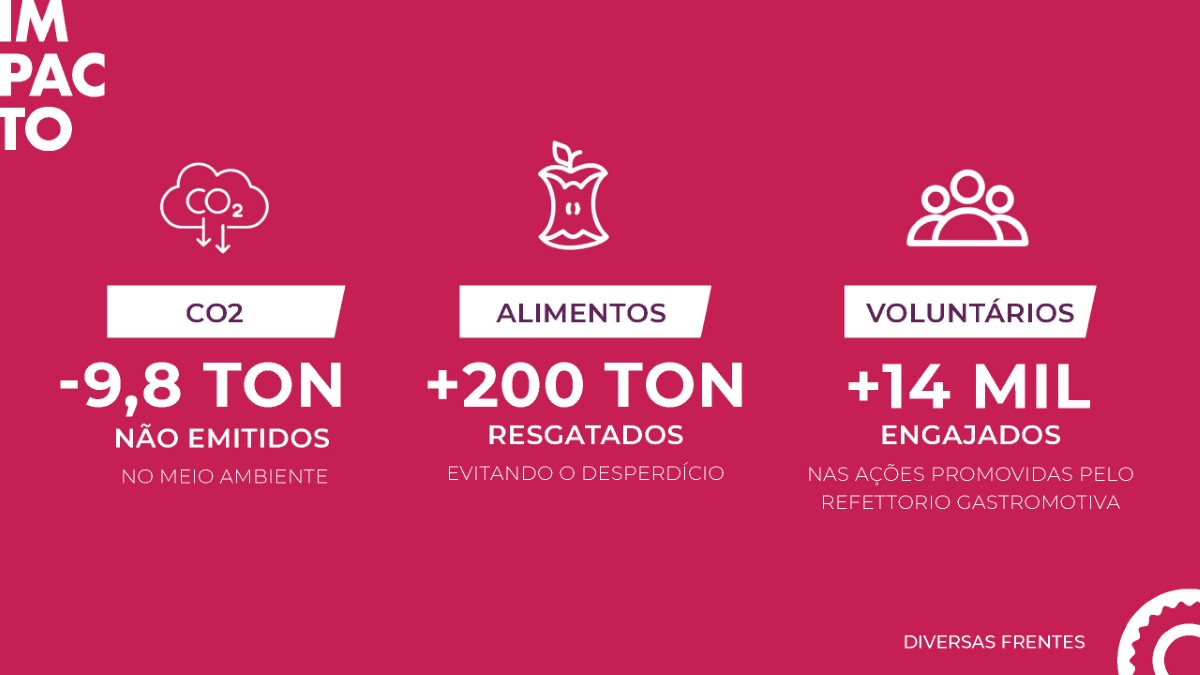 IM
PAC
TO
CO2
CO2
-9,8 TON
NÃO EMITIDOS
NO MEIO AMBIENTE
ALIMENTOS
+200 TON
RESGATADOS
EVITANDO O DESPERDÍCIO
VOLUNTÁRIOS
+14 MIL
ENGAJADOS
NAS AÇÕES PROMOVIDAS PELO
REFETTORIO GASTROMOTIVA
DIVERSAS FRENTES